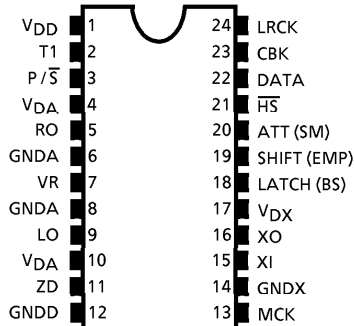 VDD 1 24 LRCK
T1 2 23 CBK
P/S̅ 3 22 DATA
VDA 4 21 H̅S̅
RO 5 20 ATT (SM)
GNDA 6 19 SHIFT (EMP)
VR 7 18 LATCH (BS)
GNDA 8 17 VDX
LO 9 16 XO
VDA 10 15 XI
ZD 11 14 GNDX
GNDD 12 13 MCK